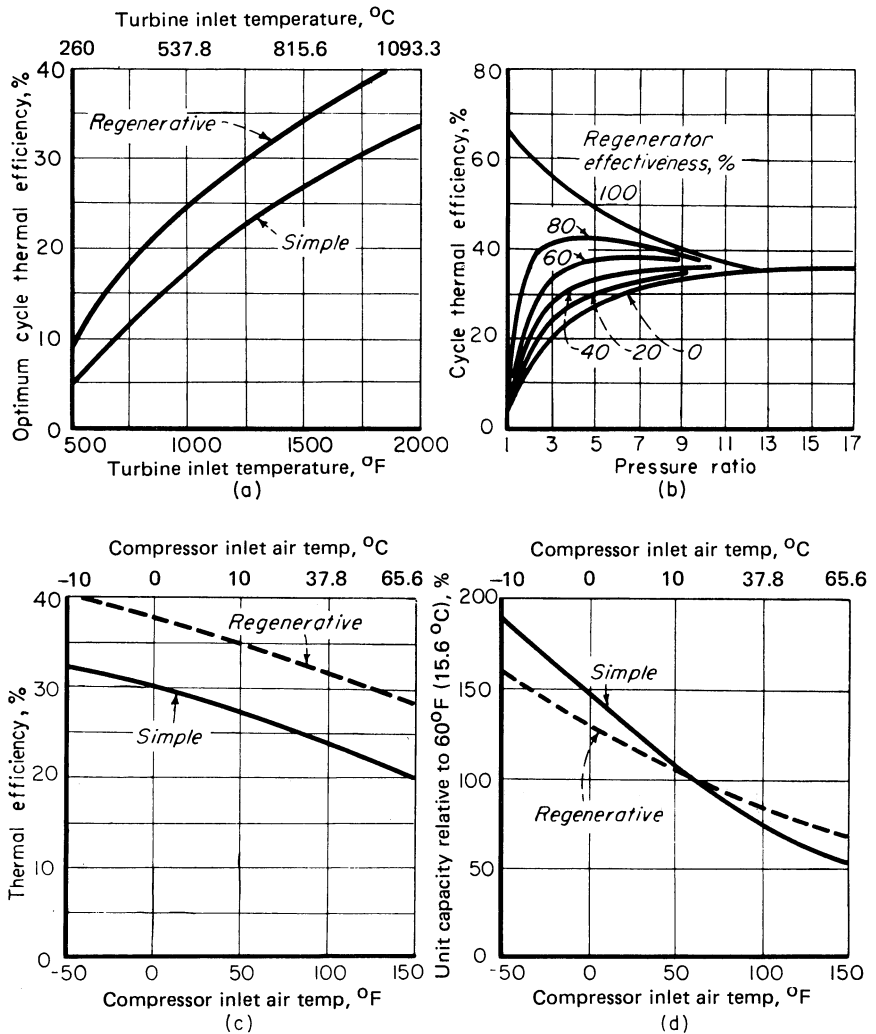 Turbine inlet temperature, °C
260 537.8 815.6 1093.3
Optimum cycle thermal efficiency, %
40
30
20
10
0
Regenerative
Simple
500 1000 1500 2000
Turbine inlet temperature, °F
(a)
Cycle thermal efficiency, %
80
60
40
20
0
Regenerator
effectiveness, %
100
80
60
40 20 0
1 3 5 7 9 11 13 15 17
Pressure ratio
(b)
Compressor inlet air temp, °C
-10 0 10 37.8 65.6
Thermal efficiency, %
40
30
20
10
0
Regenerative
Simple
-50 0 50 100 150
Compressor inlet air temp, °F
(c)
Compressor inlet air temp, °C
-10 0 10 37.8 65.6
Unit capacity relative to 60°F (15.6 °C), %
200
150
100
50
0
Simple
Regenerative
-50 0 50 100 150
Compressor inlet air temp, °F
(d)